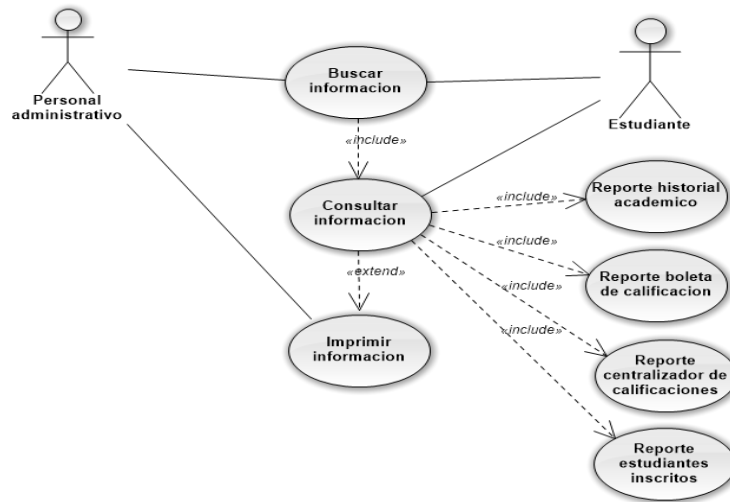 Personal
administrativo
Buscar
informacion
Estudiante
«include»
Consultar
informacion
«include»
Reporte historial
academico
«include»
Reporte boleta
de calificacion
«extend»
«include»
Imprimir
informacion
«include»
Reporte
centralizador de
calificaciones
Reporte
estudiantes
inscritos